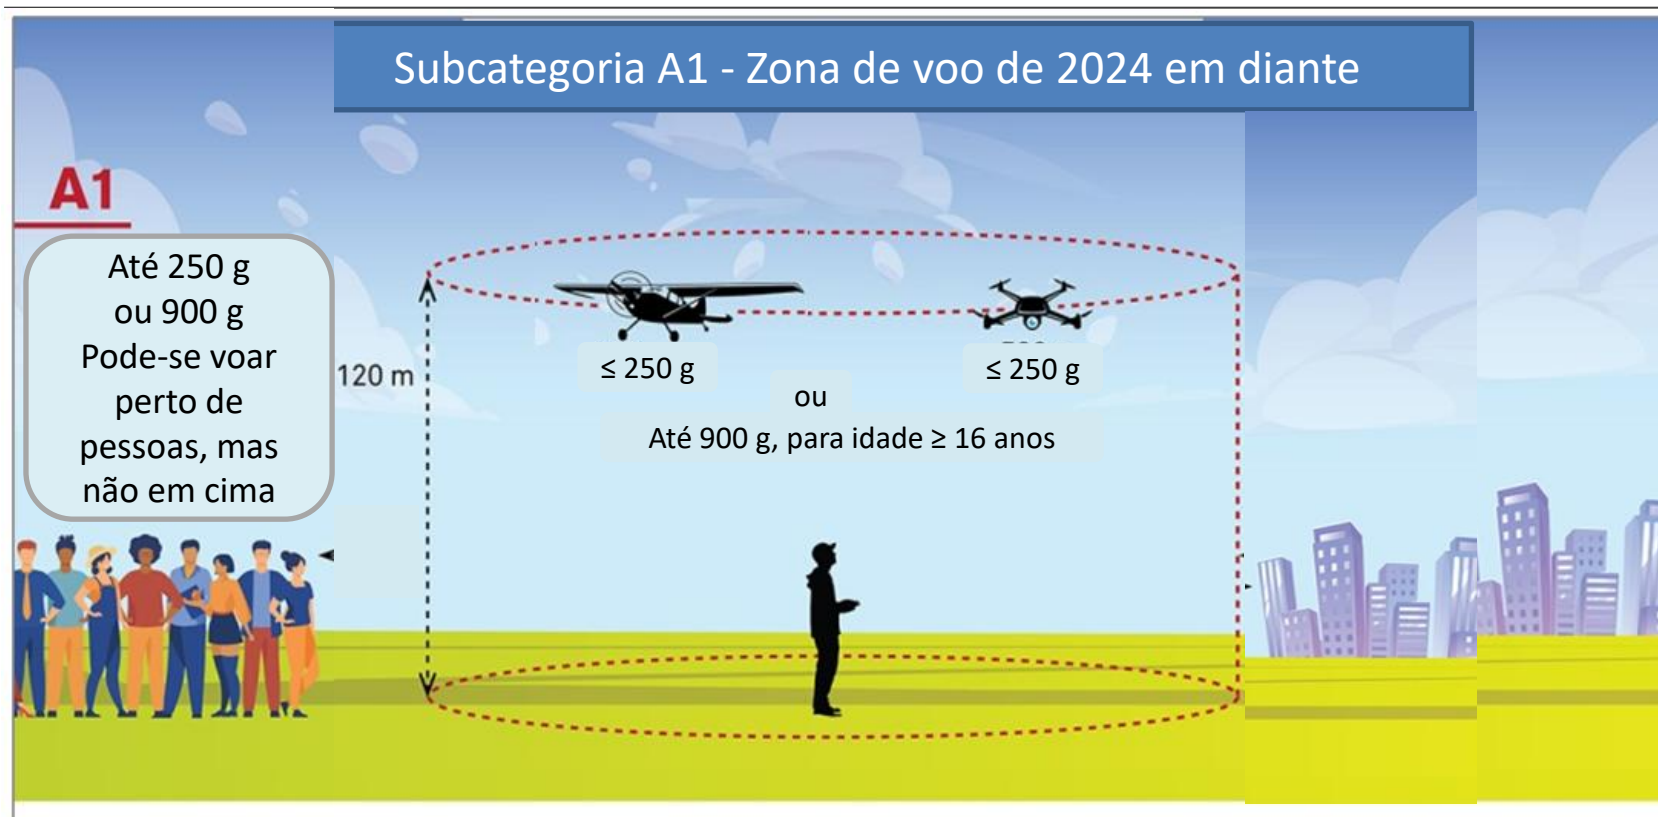 Subcategoria A1 - Zona de voo de 2024 em diante
A1
Até 250 g
ou 900 g
Pode-se voar
perto de
pessoas, mas
não em cima
120 m
≤ 250 g
≤ 250 g
ou
Até 900 g, para idade ≥ 16 anos